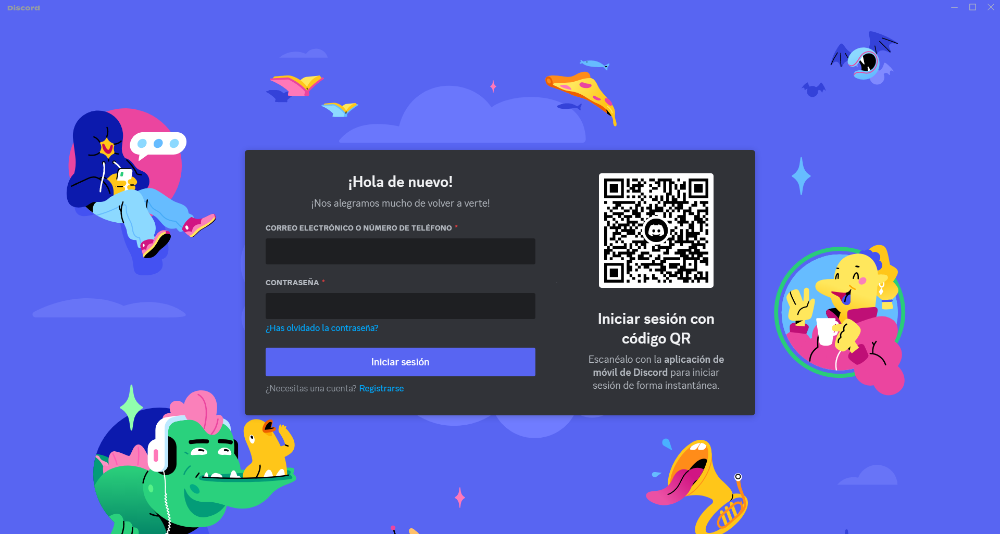 Discord
¡Hola de nuevo!
¡Nos alegramos mucho de volver a verte!
CORREO ELECTRÓNICO O NÚMERO DE TELÉFONO *
CONTRASEÑA *
¿Has olvidado la contraseña?
Iniciar sesión
¿Necesitas una cuenta? Registrarse
Iniciar sesión con
código QR
Escanéalo con la aplicación de
móvil de Discord para iniciar
sesión de forma instantánea.